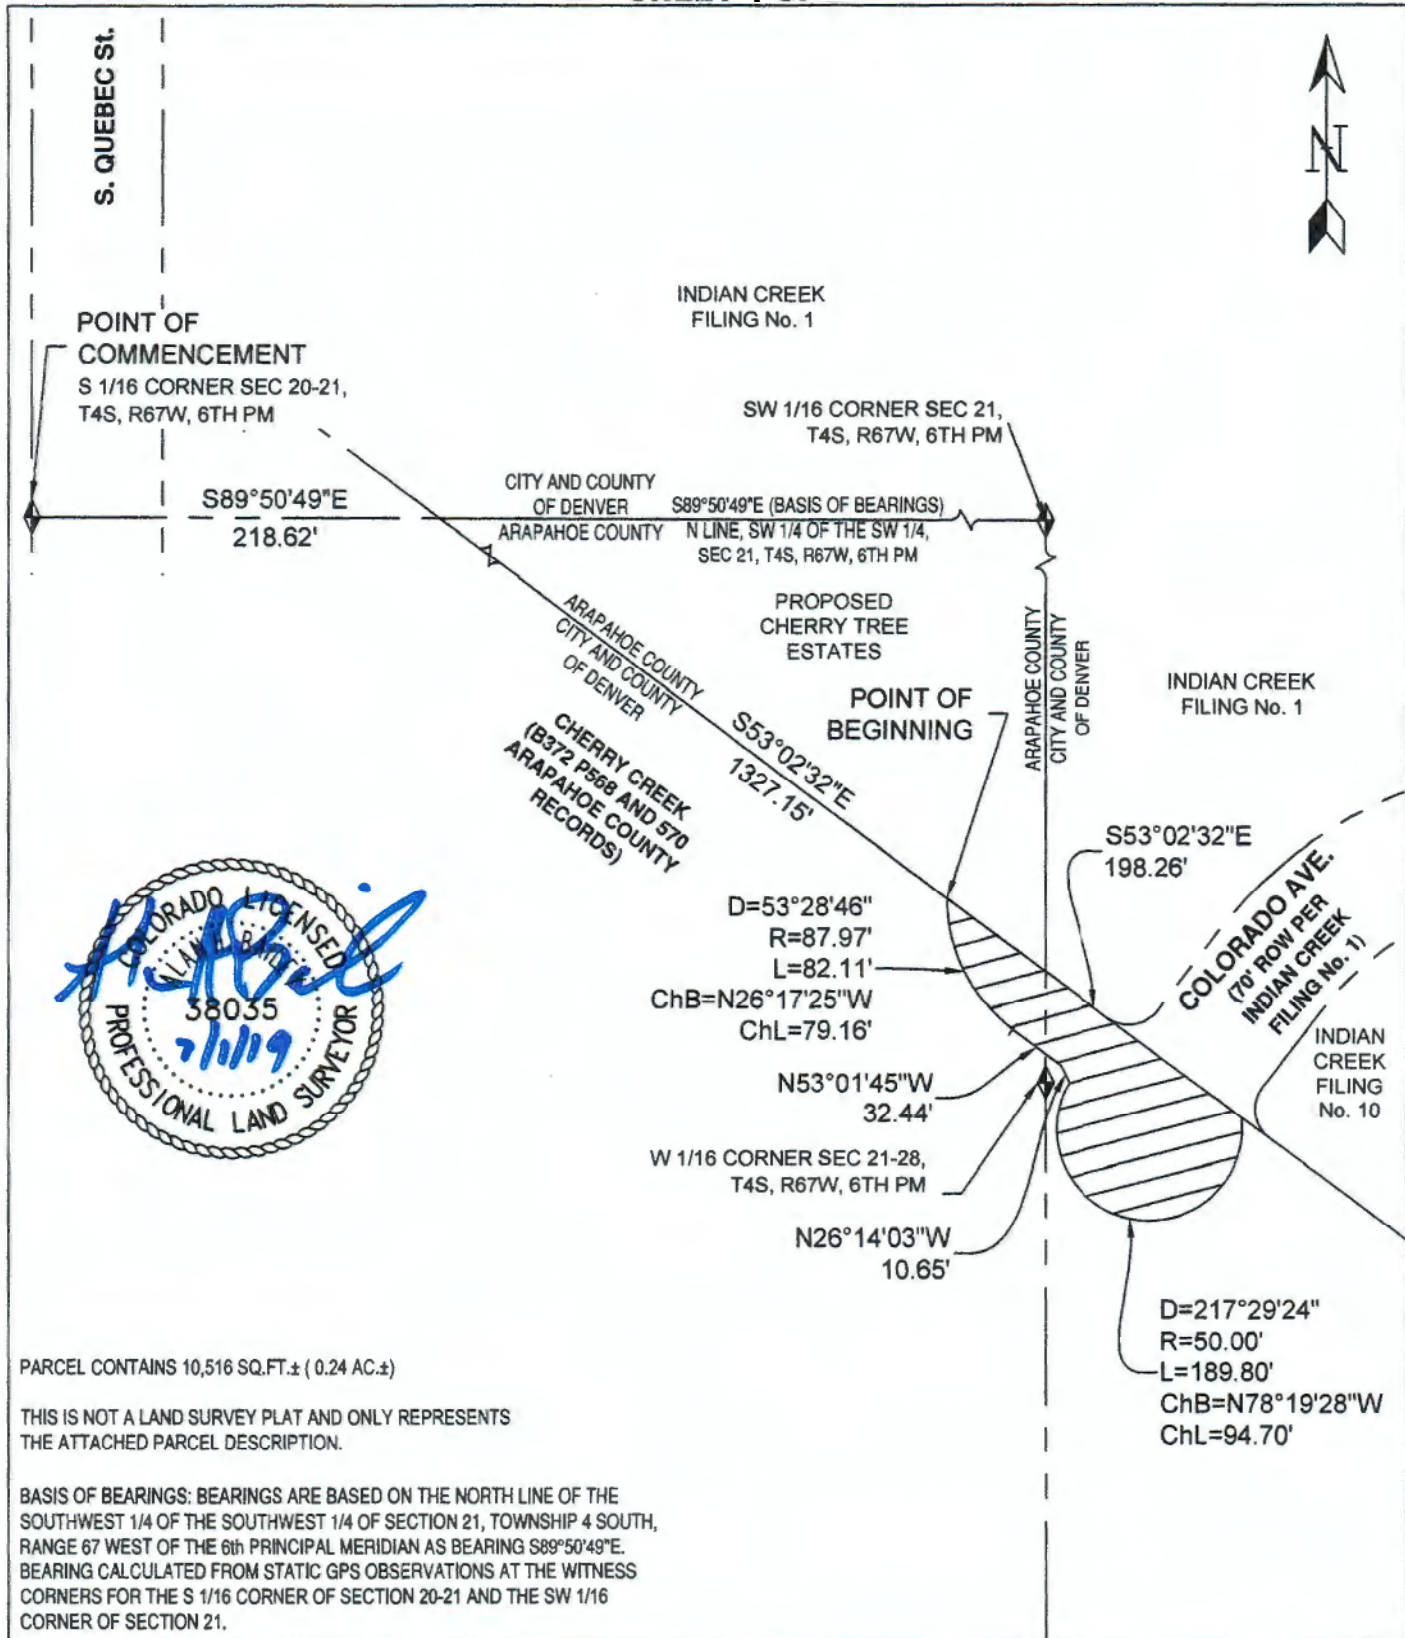 S. QUEBEC St.
N
INDIAN CREEK
FILING No. 1
POINT OF
COMMENCEMENT
S 1/16 CORNER SEC 20-21,
T4S, R67W, 6TH PM
SW 1/16 CORNER SEC 21,
T4S, R67W, 6TH PM
S89°50'49"E
218.62'
CITY AND COUNTY
OF DENVER
ARAPAHOE COUNTY
S89°50'49"E (BASIS OF BEARINGS)
N LINE, SW 1/4 OF THE SW 1/4,
SEC 21, T4S, R67W, 6TH PM
ARAPAHOE COUNTY
CITY AND COUNTY
OF DENVER
PROPOSED
CHERRY TREE
ESTATES
ARAPAHOE COUNTY
CITY AND COUNTY
OF DENVER
INDIAN CREEK
FILING No. 1
POINT OF
BEGINNING
S53°02'32"E
1327.15'
CHERRY CREEK
(B372 P568 AND 570
ARAPAHOE COUNTY
RECORDS)
S53°02'32"E
198.26'
COLORADO AVE.
(70' ROW PER
INDIAN CREEK
FILING No. 1)
D=53°28'46"
R=87.97'
L=82.11'
ChB=N26°17'25"W
ChL=79.16'
COLORADO LICENSED
38035
7/1/19
PROFESSIONAL LAND SURVEYOR
INDIAN
CREEK
FILING
No. 10
N53°01'45"W
32.44'
W 1/16 CORNER SEC 21-28,
T4S, R67W, 6TH PM
N26°14'03"W
10.65'
D=217°29'24"
R=50.00'
L=189.80'
ChB=N78°19'28"W
ChL=94.70'
PARCEL CONTAINS 10,516 SQ.FT.± ( 0.24 AC.±)
THIS IS NOT A LAND SURVEY PLAT AND ONLY REPRESENTS
THE ATTACHED PARCEL DESCRIPTION.
BASIS OF BEARINGS: BEARINGS ARE BASED ON THE NORTH LINE OF THE
SOUTHWEST 1/4 OF THE SOUTHWEST 1/4 OF SECTION 21, TOWNSHIP 4 SOUTH,
RANGE 67 WEST OF THE 6th PRINCIPAL MERIDIAN AS BEARING S89°50'49"E.
BEARING CALCULATED FROM STATIC GPS OBSERVATIONS AT THE WITNESS
CORNERS FOR THE S 1/16 CORNER OF SECTION 20-21 AND THE SW 1/16
CORNER OF SECTION 21.